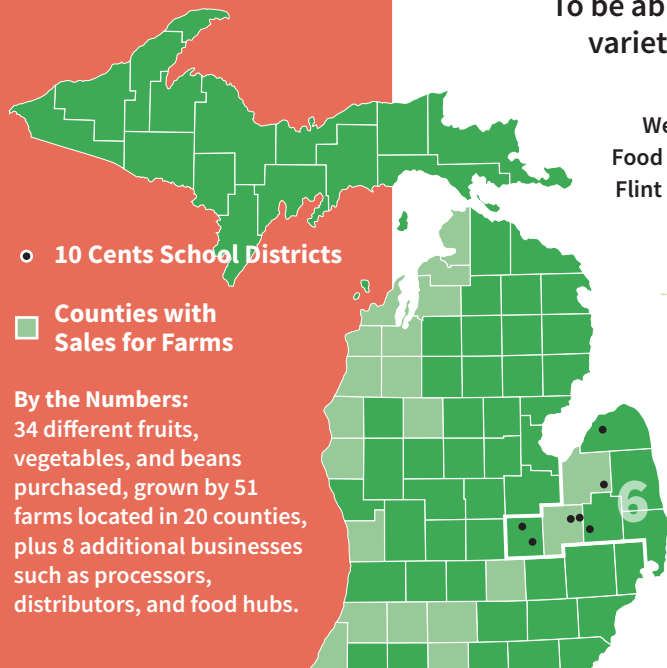 To be ab
variet
We
Food
Flint
10 Cents School Districts
Counties with
Sales for Farms
By the Numbers:
34 different fruits,
vegetables, and beans
purchased, grown by 51
farms located in 20 counties,
plus 8 additional businesses
such as processors,
distributors, and food hubs.
6